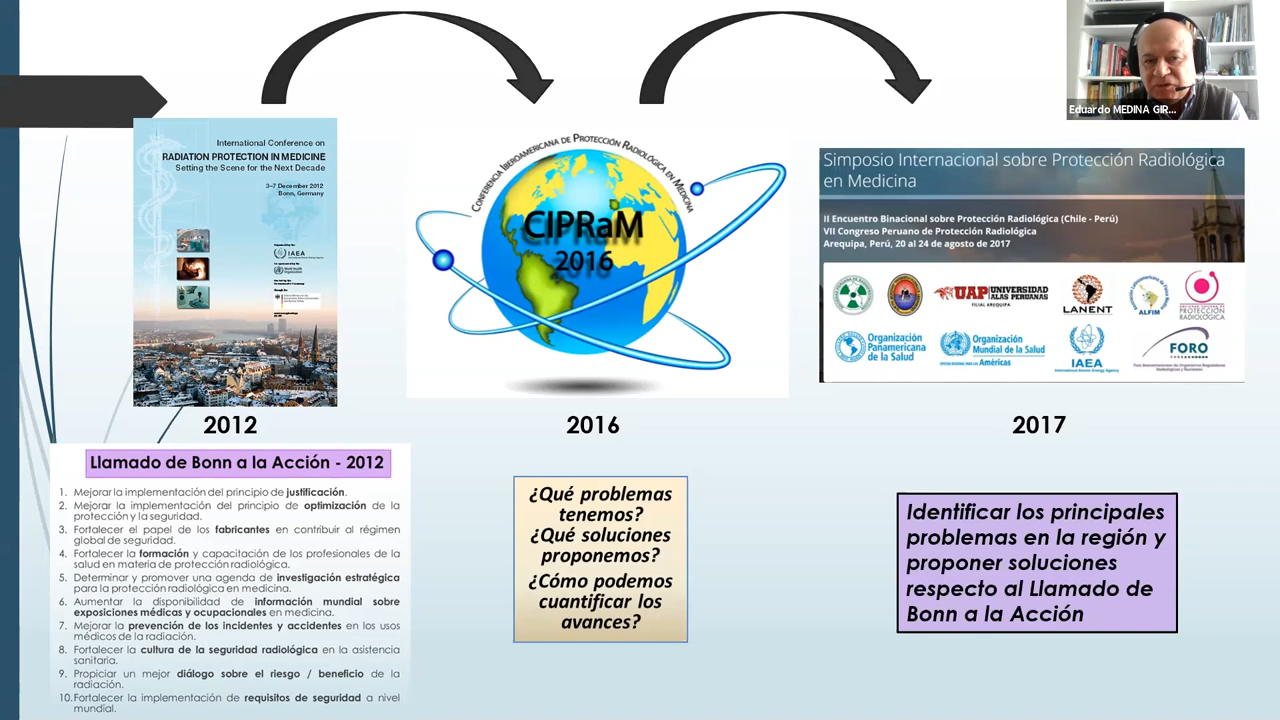 Eduardo MEDINA GIR...
International Conference on
RADIATION PROTECTION IN MEDICINE
Setting the Scene for the Next Decade
3–7 December 2012
Bonn, Germany
IAEA
CONFERENCIA IBEROAMERICANA DE PROTECCIÓN RADIOLÓGICA EN MEDICINA
CIPRaM
2016
Simposio Internacional sobre Protección Radiológica
en Medicina
II Encuentro Binacional sobre Protección Radiológica (Chile - Perú)
VII Congreso Peruano de Protección Radiológica
Arequipa, Perú, 20 al 24 de agosto de 2017
UAP UNIVERSIDAD
ALAS PERUANAS
FILIAL AREQUIPA
LANENT
ALFIM
PROTECCIÓN
RADIOLÓGICA
Organización
Panamericana
de la Salud
Organización
Mundial de la Salud
Américas
IAEA
International Atomic Energy Agency
FORO
2012
2016
2017
Llamado de Bonn a la Acción - 2012
1. Mejorar la implementación del principio de justificación.
2. Mejorar la implementación del principio de optimización de la
protección y la seguridad.
3. Fortalecer el papel de los fabricantes en contribuir al régimen
global de seguridad.
4. Fortalecer la formación y capacitación de los profesionales de la
salud en materia de protección radiológica.
5. Determinar y promover una agenda de investigación estratégica
para la protección radiológica en medicina.
6. Aumentar la disponibilidad de información mundial sobre
exposiciones médicas y ocupacionales en medicina.
7. Mejorar la prevención de los incidentes y accidentes en los usos
médicos de la radiación.
8. Fortalecer la cultura de la seguridad radiológica en la asistencia
sanitaria.
9. Propiciar un mejor diálogo sobre el riesgo / beneficio de la
radiación.
10. Fortalecer la implementación de requisitos de seguridad a nivel
mundial.
¿Qué problemas
tenemos?
¿Qué soluciones
proponemos?
¿Cómo podemos
cuantificar los
avances?
Identificar los principales
problemas en la región y
proponer soluciones
respecto al Llamado de
Bonn a la Acción